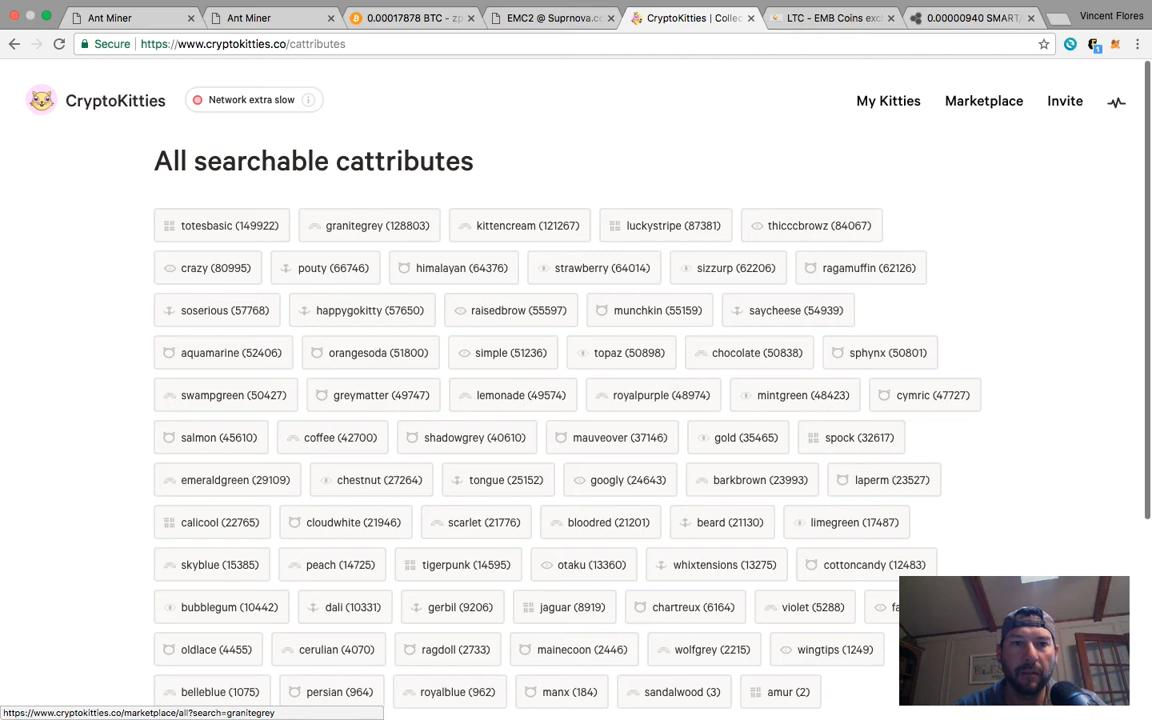 Ant Miner
Ant Miner
0.00017878 BTC - zp
EMC2 @ Suprnova.cc
CryptoKitties | Collec
LTC - EMB Coins exc
0.00000940 SMART/
Vincent Flores
Secure
https://www.cryptokitties.co/cattributes
CryptoKitties
Network extra slow
My Kitties
Marketplace
Invite
All searchable cattributes
totesbasic (149922) granitegrey (128803) kittencream (121267) luckystripe (87381) thicccbrowz (84067)
crazy (80995) pouty (66746) himalayan (64376) strawberry (64014) sizzurp (62206) ragamuffin (62126)
soserious (57768) happygokitty (57650) raisedbrow (55597) munchkin (55159) saycheese (54939)
aquamarine (52406) orangesoda (51800) simple (51236) topaz (50898) chocolate (50838) sphynx (50801)
swampgreen (50427) greymatter (49747) lemonade (49574) royalpurple (48974) mintgreen (48423) cymric (47727)
salmon (45610) coffee (42700) shadowgrey (40610) mauveover (37146) gold (35465) spock (32617)
emeraldgreen (29109) chestnut (27264) tongue (25152) googly (24643) barkbrown (23993) laperm (23527)
calicool (22765) cloudwhite (21946) scarlet (21776) bloodred (21201) beard (21130) limegreen (17487)
skyblue (15385) peach (14725) tigerpunk (14595) otaku (13360) whixtensions (13275) cottoncandy (12483)
bubblegum (10442) dali (10331) gerbil (9206) jaguar (8919) chartreux (6164) violet (5288) fa
oldlace (4455) cerulian (4070) ragdoll (2733) mainecoon (2446) wolfgrey (2215) wingtips (1249)
belleblue (1075) persian (964) royalblue (962) manx (184) sandalwood (3) amur (2)
https://www.cryptokitties.co/marketplace/all?search=granitegrey